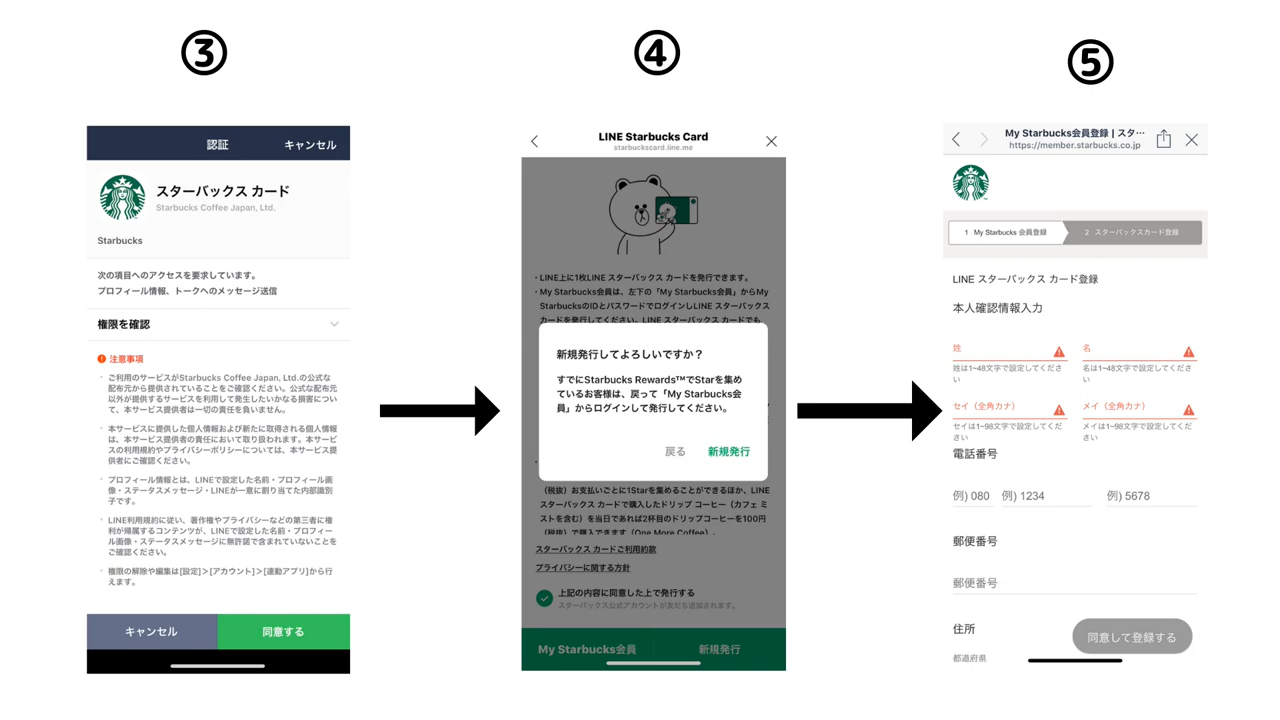 ③
認証
キャンセル
スターバックス カード
Starbucks Coffee Japan, Ltd.
Starbucks
次の項目へのアクセスを要求しています。
プロフィール情報、トークへのメッセージ送信
権限を確認
注意事項
・ご利用のサービスがStarbucks Coffee Japan, Ltd.の公式な
配布元から提供されていることをご確認ください。公式な配布元
以外が提供するサービスを利用して発生したいかなる損害につい
て、本サービス提供者は一切の責任を負いません。
・本サービスに提供した個人情報および新たに取得される個人情報
は、本サービス提供者の責任において取り扱われます。本サービ
スの利用規約やプライバシーポリシーについては、本サービス提
供者にご確認ください。
・プロフィール情報とは、LINEで設定した名前・プロフィール画
像・ステータスメッセージ・LINEが一意に割り当てた内部識別
子です。
・LINE利用規約に従い、著作権やプライバシーなどの第三者に権
利が帰属するコンテンツが、LINEで設定した名前・プロフィー
ル画像・ステータスメッセージに無許諾で含まれていないことを
ご確認ください。
・権限の解除や編集は[設定]>[アカウント]>[連動アプリ]から行
えます。
キャンセル
同意する
④
LINE Starbucks Card
starbuckscard.line.me
・LINE上に1枚LINE スターバックス カードを発行できます。
・My Starbucks会員は、左下の「My Starbucks会員」からMy
StarbucksのIDとパスワードでログインしLINE スターバックス
カードを発行してください。LINE スターバックス カードでも
新規発行してよろしいですか？
すでにStarbucks Rewards™でStarを集め
ているお客様は、戻って「My Starbucks会
員」からログインして発行してください。
戻る
新規発行
（税抜）お支払いごとに1Starを集めることができるほか、LINE
スターバックス カードで購入したドリップ コーヒー（カフェ ミ
ストを含む）を当日であれば2杯目のドリップコーヒーを100円
（税抜）で購入できます（One More Coffee）。
スターバックス カードご利用約款
プライバシーに関する方針
上記の内容に同意した上で発行する
スターバックス公式アカウントが友だち追加されます。
My Starbucks会員
新規発行
⑤
My Starbucks会員登録 | スタ…
https://member.starbucks.co.jp
1 My Starbucks 会員登録
2 スターバックスカード登録
LINE スターバックス カード登録
本人確認情報入力
姓
名
姓は1~48文字で設定してくださ
い
名は1~48文字で設定してくださ
い
セイ（全角カナ）
メイ（全角カナ）
セイは1~98文字で設定してくだ
さい
メイは1~98文字で設定してくだ
さい
電話番号
例) 080 例) 1234 例) 5678
郵便番号
郵便番号
住所
同意して登録する
都道府県